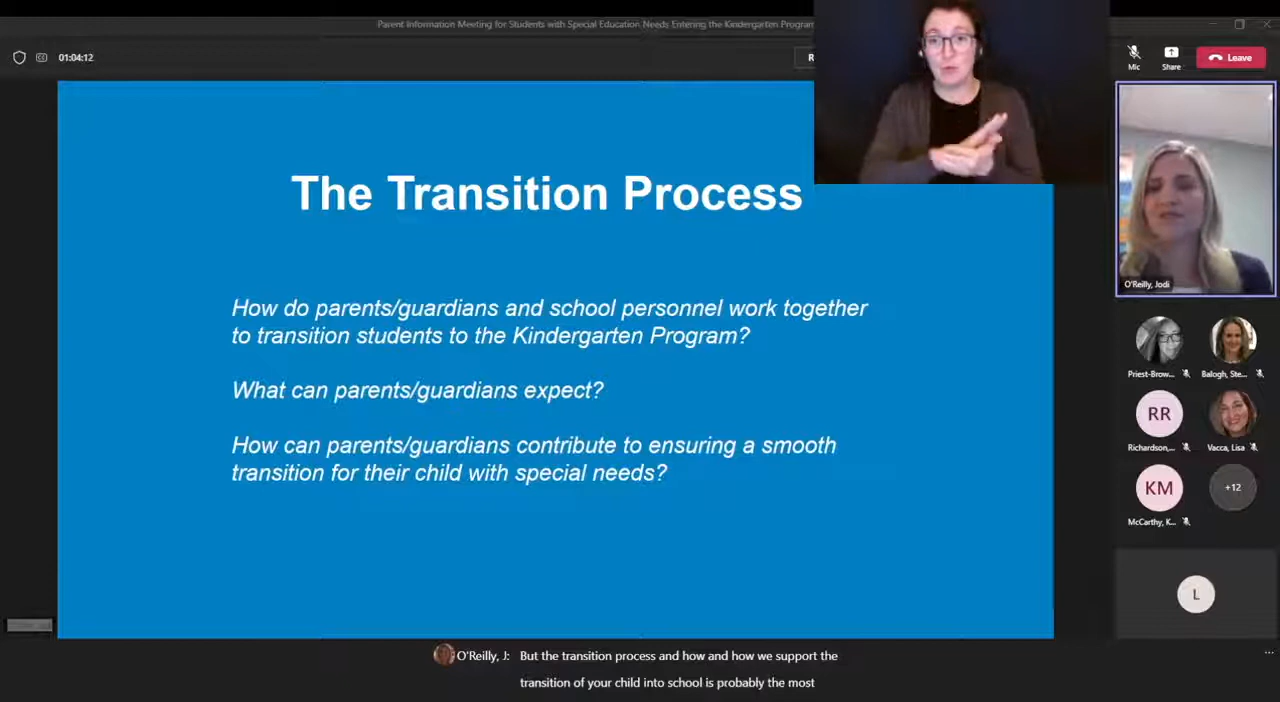 Parent Information Meeting for Students with Special Education Needs Entering the Kindergarten Program
01:04:12
R
Mic
Share
Leave
The Transition Process
O'Reilly, Jodi
How do parents/guardians and school personnel work together
to transition students to the Kindergarten Program?
Priest-Brow...
Balogh, Ste...
What can parents/guardians expect?
RR
Richardson,...
Vacca, Lisa
How can parents/guardians contribute to ensuring a smooth
transition for their child with special needs?
KM
+12
McCarthy, K...
L
O'Reilly, J:
But the transition process and how and how we support the
transition of your child into school is probably the most